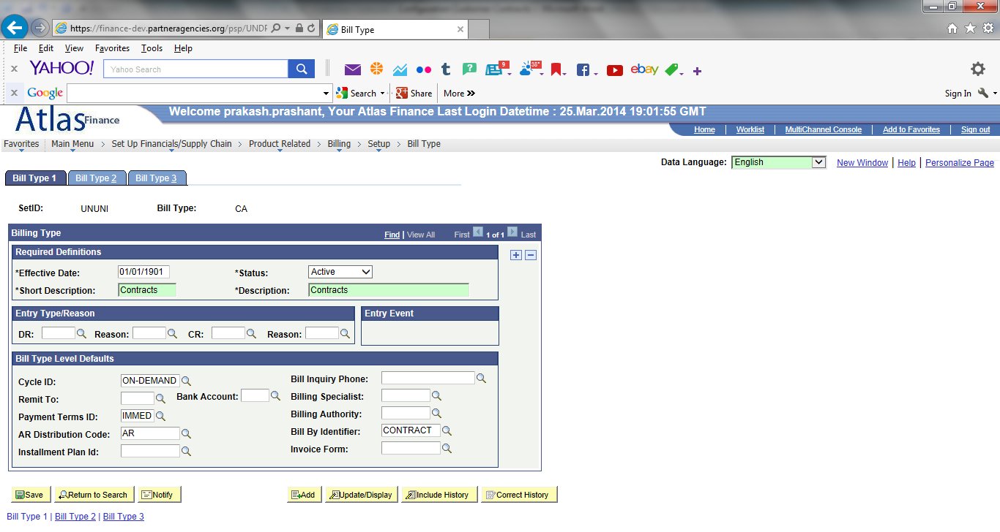 https://finance-dev.partneragencies.org/psp/UNDF
Bill Type
File Edit View Favorites Tools Help
x YAHOO! Yahoo Search 9 38° ebay
x Google Search Share More » Sign In
Atlas Finance
Welcome prakash.prashant, Your Atlas Finance Last Login Datetime : 25.Mar.2014 19:01:55 GMT
Home Worklist MultiChannel Console Add to Favorites Sign out
Favorites Main Menu > Set Up Financials/Supply Chain > Product Related > Billing > Setup > Bill Type
Data Language: English New Window | Help | Personalize Page
Bill Type 1 Bill Type 2 Bill Type 3
SetID: UNUNI Bill Type: CA
Billing Type Find | View All First 1 of 1 Last
Required Definitions
*Effective Date: 01/01/1901 *Status: Active
*Short Description: Contracts *Description: Contracts
Entry Type/Reason Entry Event
DR: Reason: CR: Reason:
Bill Type Level Defaults
Cycle ID: ON-DEMAND Bill Inquiry Phone:
Remit To: Bank Account: Billing Specialist:
Payment Terms ID: IMMED Billing Authority:
AR Distribution Code: AR Bill By Identifier: CONTRACT
Installment Plan Id: Invoice Form:
Save Return to Search Notify Add Update/Display Include History Correct History
Bill Type 1 | Bill Type 2 | Bill Type 3